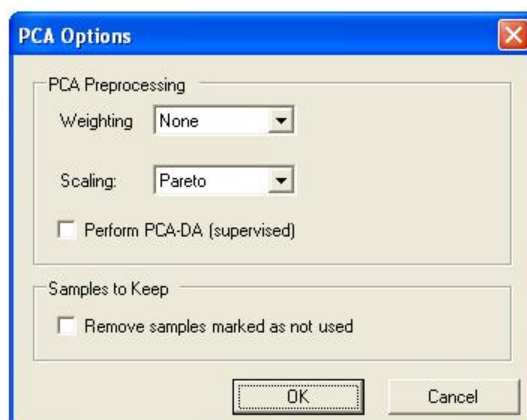 PCA Options
PCA Preprocessing
Weighting None
Scaling: Pareto
Perform PCA-DA (supervised)
Samples to Keep
Remove samples marked as not used
OK Cancel